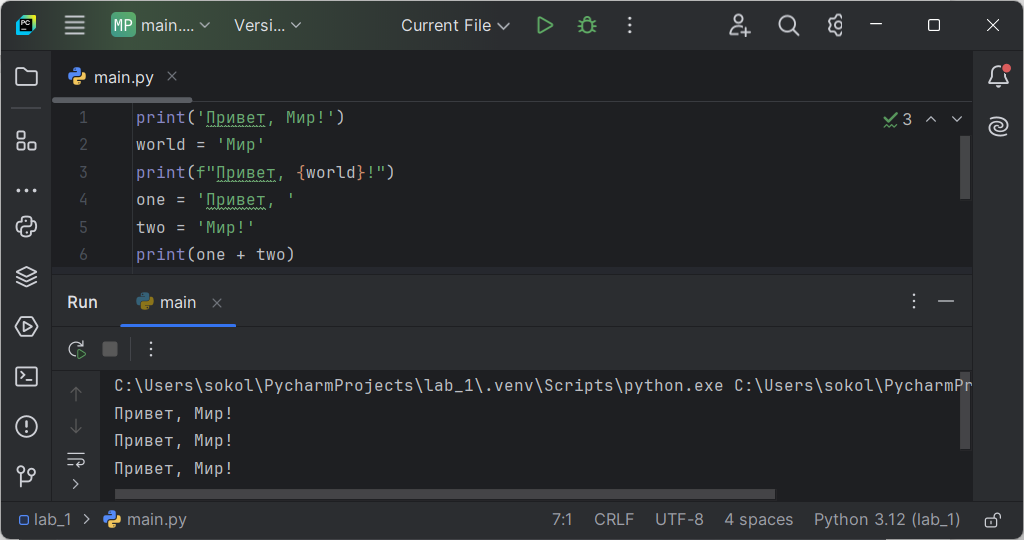 PC MP main.... Versi... Current File
main.py
1 print('Привет, Мир!') 3
2 world = 'Мир'
3 print(f"Привет, {world}!")
4 one = 'Привет, '
5 two = 'Мир!'
6 print(one + two)
Run main
C:\Users\sokol\PycharmProjects\lab_1\.venv\Scripts\python.exe C:\Users\sokol\PycharmPr
Привет, Мир!
Привет, Мир!
Привет, Мир!
lab_1 > main.py 7:1 CRLF UTF-8 4 spaces Python 3.12 (lab_1)